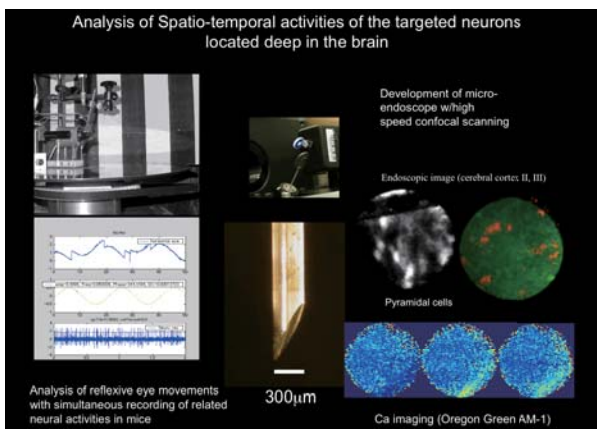 Analysis of Spatio-temporal activities of the targeted neurons
located deep in the brain
Development of micro-
endoscope w/high
speed confocal scanning
Endoscopic image (cerebral cortex II, III)
Pyramidal cells
300μm
Analysis of reflexive eye movements
with simultaneous recording of related
neural activities in mice
Ca imaging (Oregon Green AM-1)